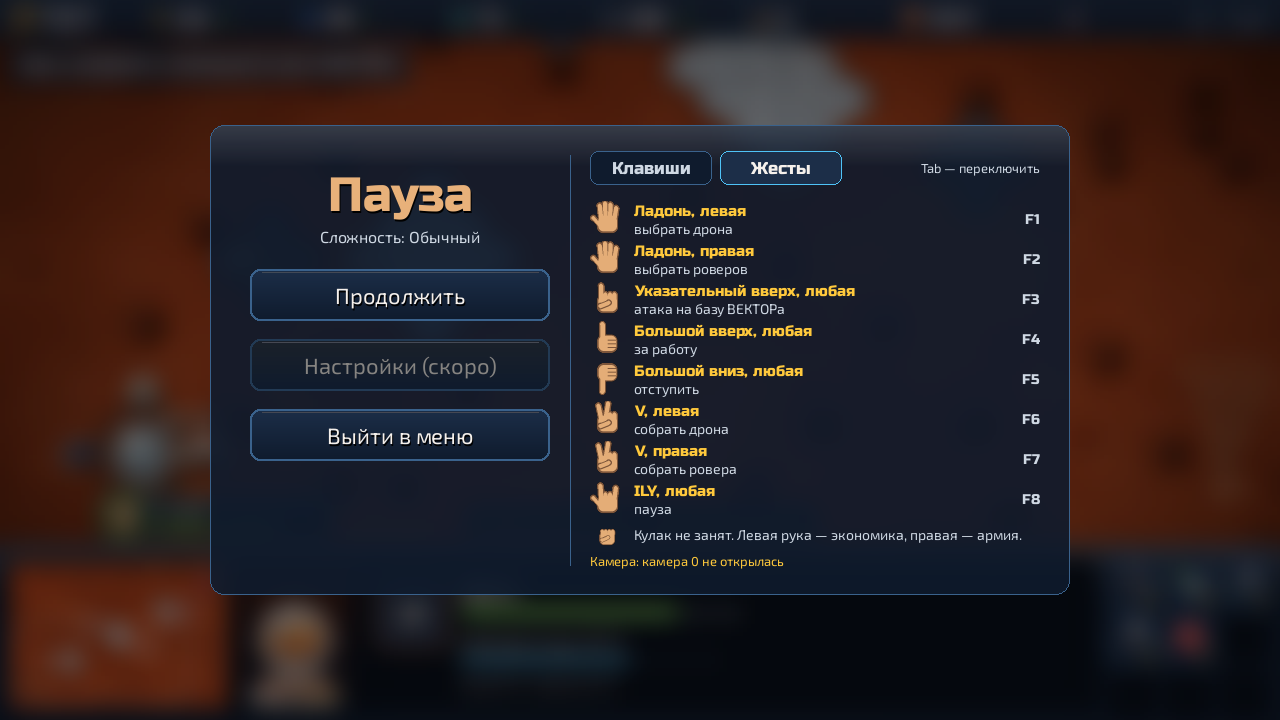 Пауза
Сложность: Обычный
Продолжить
Настройки (скоро)
Выйти в меню
Клавиши
Жесты
Tab — переключить
Ладонь, левая
выбрать дрона
F1
Ладонь, правая
выбрать роверов
F2
Указательный вверх, любая
атака на базу ВЕКТОРа
F3
Большой вверх, любая
за работу
F4
Большой вниз, любая
отступить
F5
V, левая
собрать дрона
F6
V, правая
собрать ровера
F7
ILY, любая
пауза
F8
Кулак не занят. Левая рука — экономика, правая — армия.
Камера: камера 0 не открылась